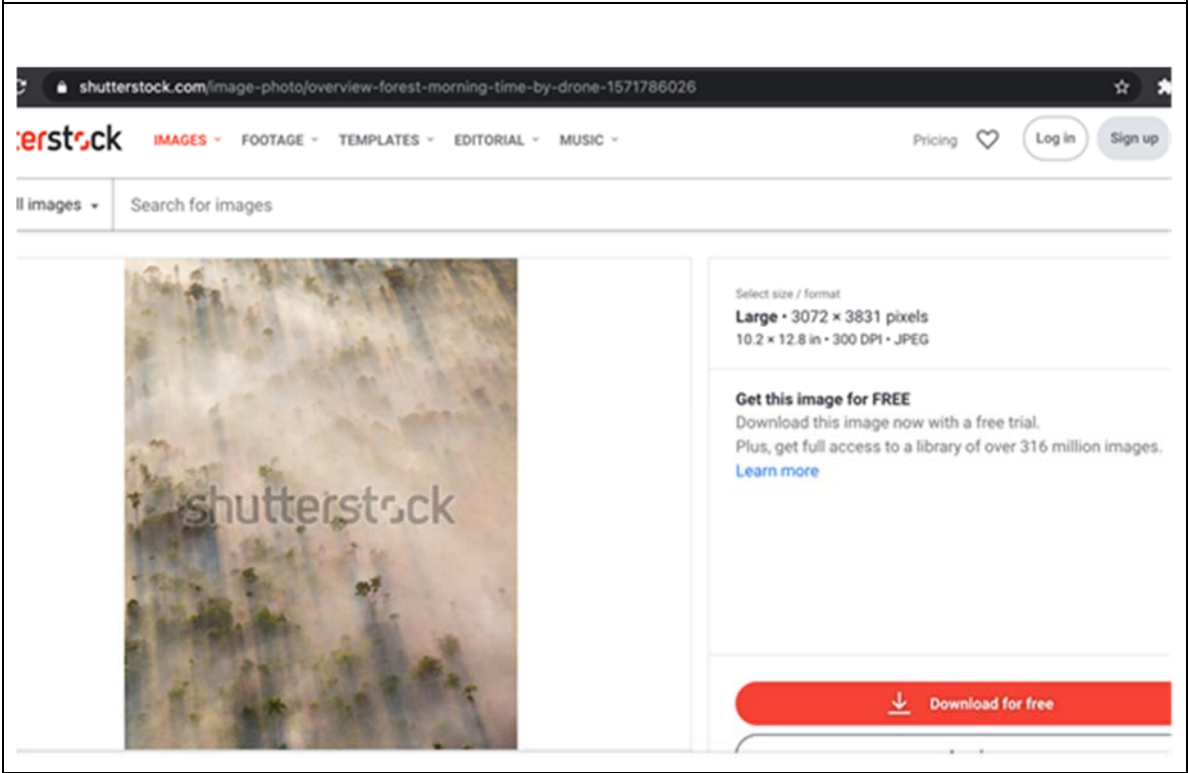 shutterstock.com/image-photo/overview-forest-morning-time-by-drone-1571786026
terstock IMAGES FOOTAGE TEMPLATES EDITORIAL MUSIC Pricing Log in Sign up
ll images Search for images
Select size / format
Large • 3072 × 3831 pixels
10.2 × 12.8 in • 300 DPI • JPEG
Get this image for FREE
Download this image now with a free trial.
Plus, get full access to a library of over 316 million images.
Learn more
shutterstock
Download for free